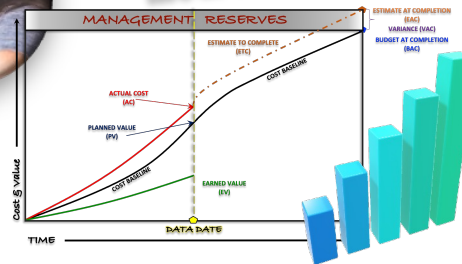 MANAGEMENT RESERVES
ESTIMATE AT COMPLETION
(EAC)
VARIANCE (VAC)
BUDGET AT COMPLETION
(BAC)
ESTIMATE TO COMPLETE
(ETC)
COST BASELINE
ACTUAL COST
(AC)
PLANNED VALUE
(PV)
COST BASELINE
EARNED VALUE
(EV)
Cost & Value
DATA DATE
TIME